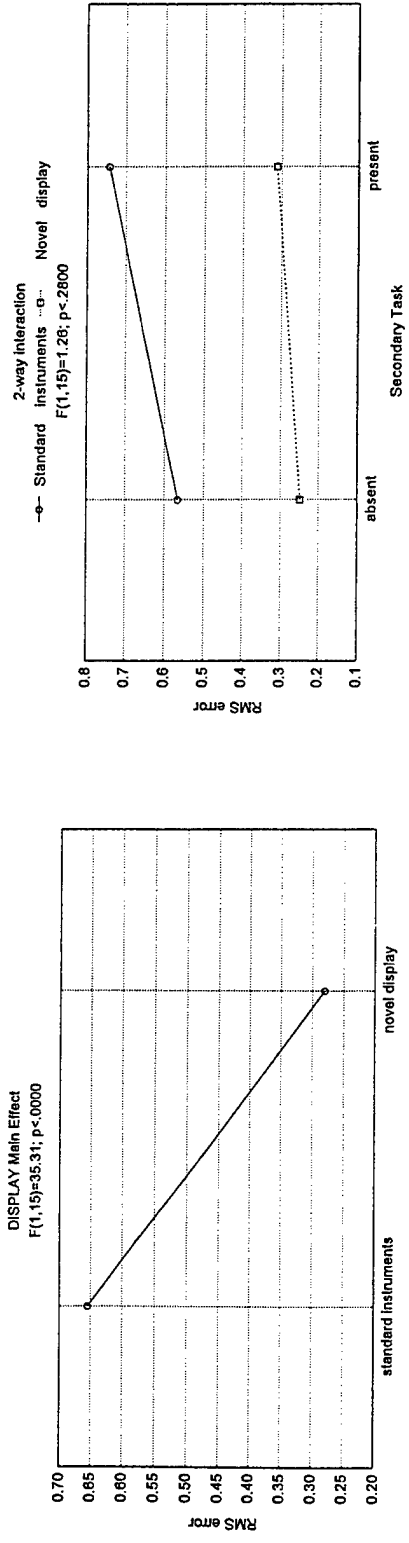 DISPLAY Main Effect
F(1,15)=35.31; p<.0000
0.70
0.65
0.60
0.55
0.50
0.45
0.40
0.35
0.30
0.25
0.20
RMS error
standard instruments
novel display
2-way interaction
Standard instruments Novel display
F(1,15)=1.26; p<.2800
0.8
0.7
0.6
0.5
0.4
0.3
0.2
0.1
RMS error
absent
present
Secondary Task